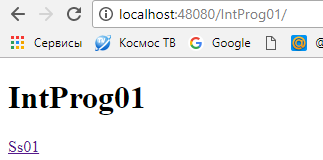 localhost:48080/IntProg01/
Сервисы Космос ТВ Google
IntProg01
Ss01